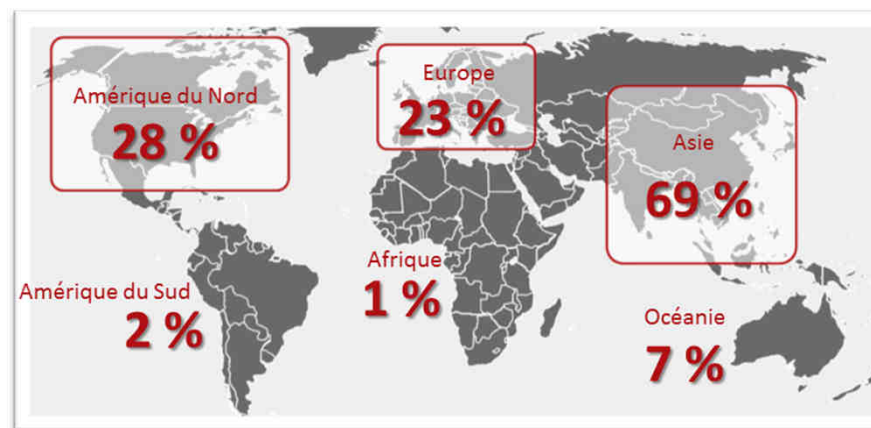 Amérique du Nord
28 %
Europe
23 %
Asie
69 %
Amérique du Sud
2 %
Afrique
1 %
Océanie
7 %